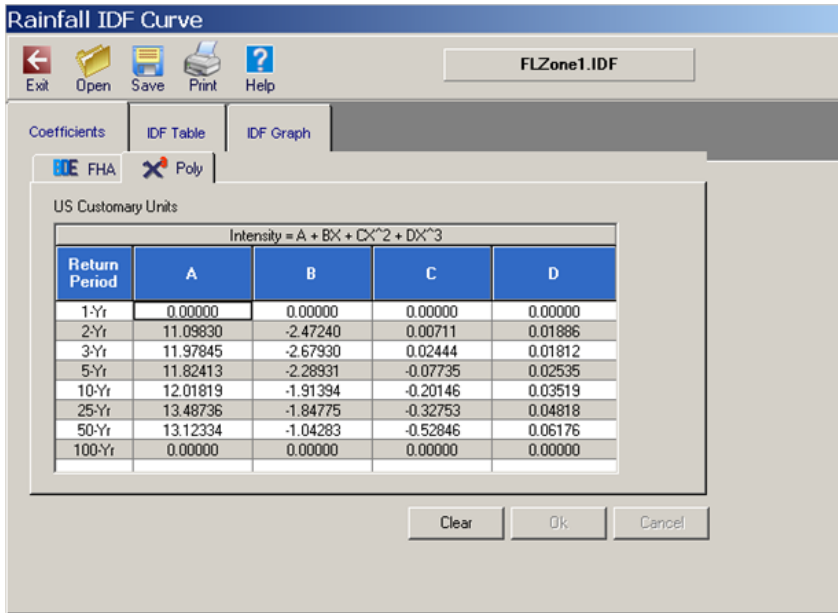 Rainfall IDF Curve
Exit Open Save Print Help
FLZone1.IDF
Coefficients IDF Table IDF Graph
FHA Poly
US Customary Units
Intensity = A + BX + CX^2 + DX^3
Return Period A B C D
1-Yr 0.00000 0.00000 0.00000 0.00000
2-Yr 11.09830 -2.47240 0.00711 0.01886
3-Yr 11.97845 -2.67930 0.02444 0.01812
5-Yr 11.82413 -2.28931 -0.07735 0.02535
10-Yr 12.01819 -1.91394 -0.20146 0.03519
25-Yr 13.48736 -1.84775 -0.32753 0.04818
50-Yr 13.12334 -1.04283 -0.52846 0.06176
100-Yr 0.00000 0.00000 0.00000 0.00000
Clear Ok Cancel